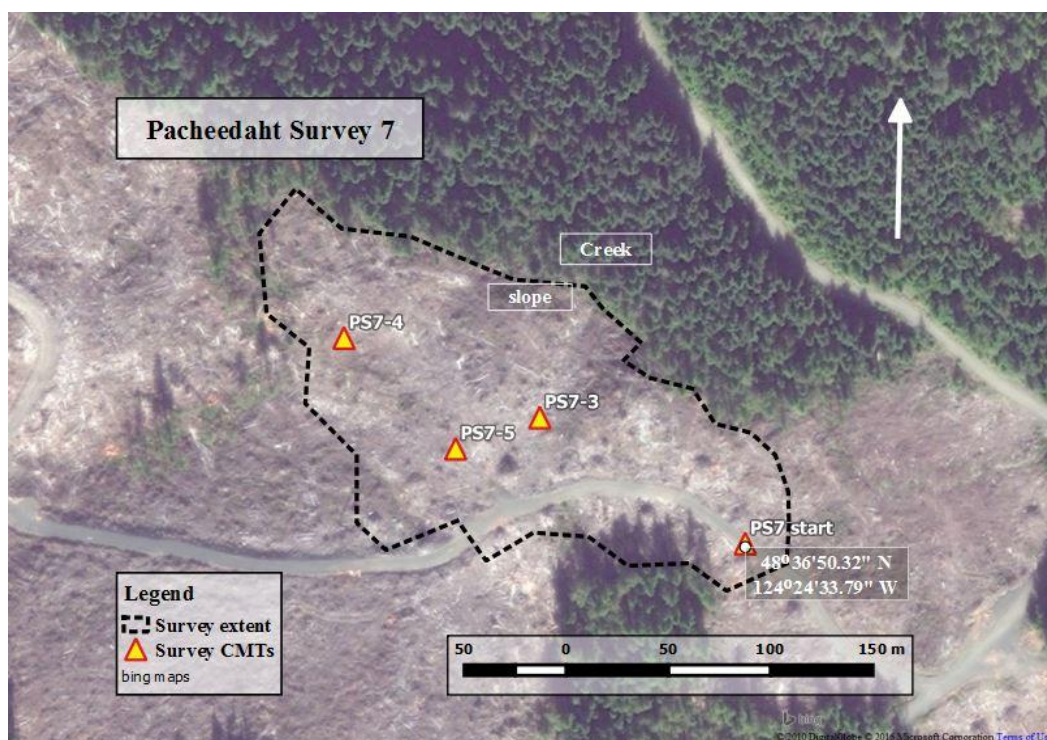 Pacheedaht Survey 7
Creek
slope
PS7-4
PS7-3
PS7-5
PS7 start
48° 36'50.32" N
124°24'33.79" W
Legend
Survey extent
Survey CMTs
bing maps
50 0 50 100 150 m
bing
© 2010 DigitalGlobe © 2016 Microsoft Corporation Terms of Us